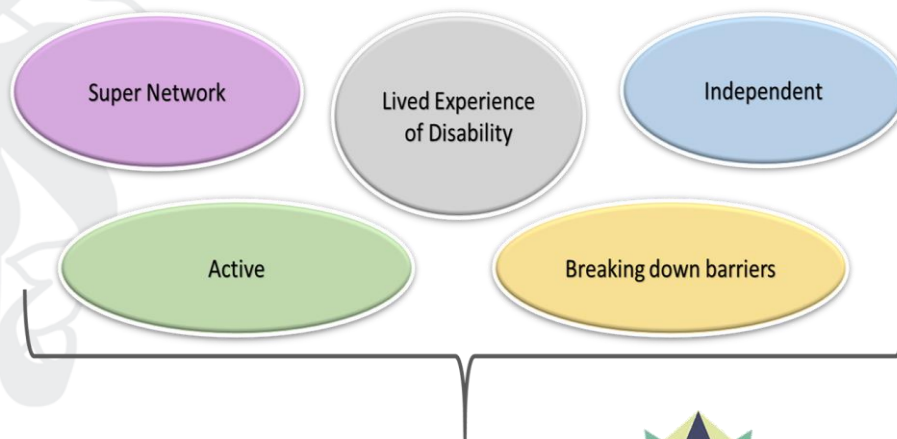 Super Network
Lived Experience
of Disability
Independent
Active
Breaking down barriers